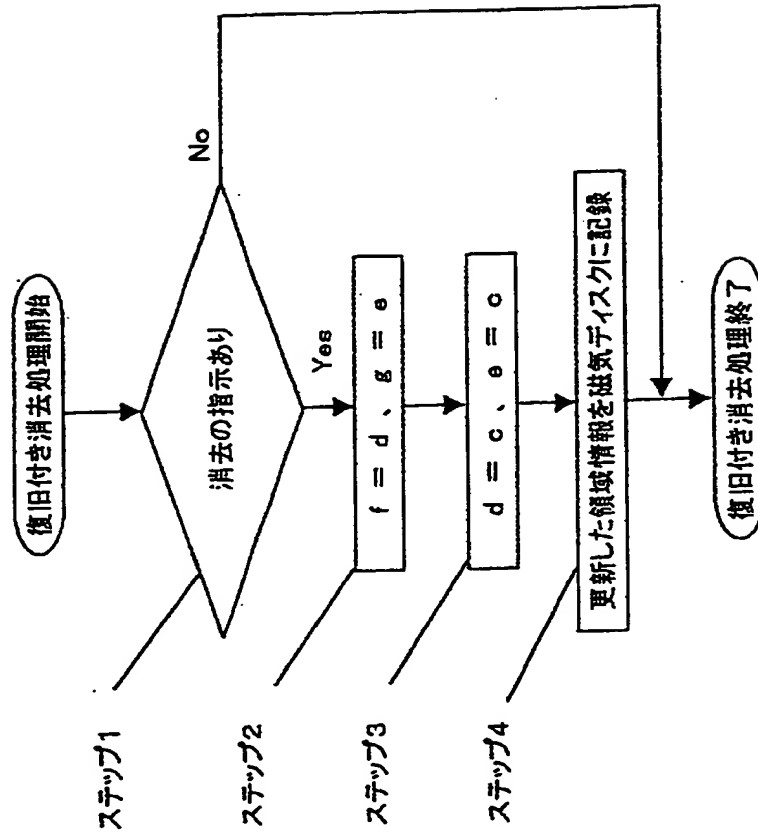 復旧付き消去処理開始
ステップ1
消去の指示あり
No
Yes
ステップ2
f = d 、 g = e
ステップ3
d = c 、 e = c
ステップ4
更新した領域情報を磁気ディスクに記録
復旧付き消去処理終了